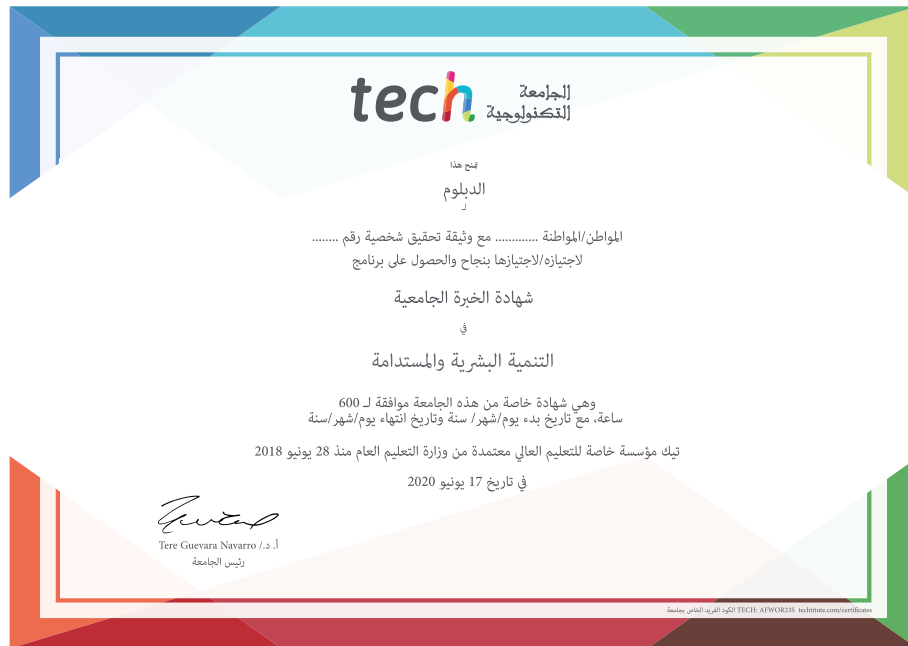 tech الجامعة
التكنولوجية
تمنح هذا
الدبلوم
لـ
المواطن/المواطنة ............. مع وثيقة تحقيق شخصية رقم ........
لاجتيازه/لاجتيازها بنجاح والحصول على برنامج
شهادة الخبرة الجامعية
في
التنمية البشرية والمستدامة
وهي شهادة خاصة من هذه الجامعة موافقة لـ 600
ساعة، مع تاريخ بدء يوم/شهر/ سنة وتاريخ انتهاء يوم/شهر/سنة
تيك مؤسسة خاصة للتعليم العالي معتمدة من وزارة التعليم العام منذ 28 يونيو 2018
في تاريخ 17 يونيو 2020
أ. د./ Tere Guevara Navarro
رئيس الجامعة
الكود الفريد الخاص بجامعة TECH: AFWOR23S techtitute.com/certificates